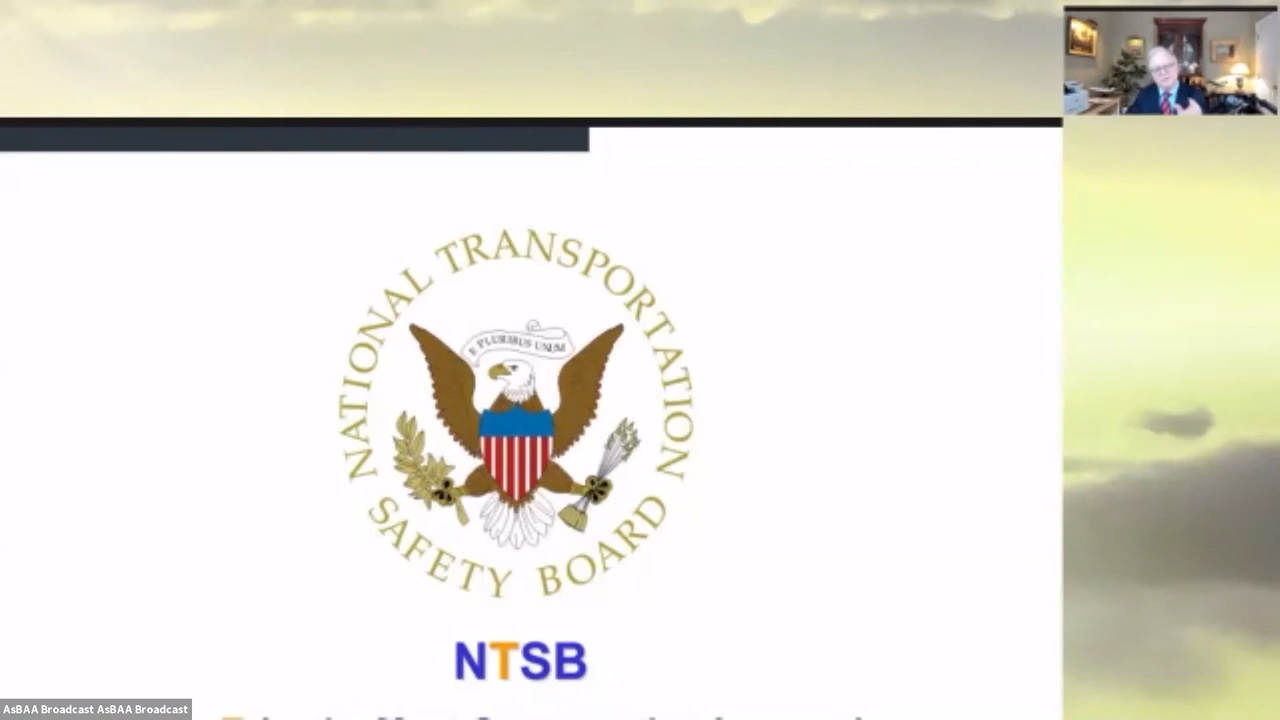 NATIONAL TRANSPORTATION SAFETY BOARD
E PLURIBUS UNUM
NTSB
AsBAA Broadcast AsBAA Broadcast